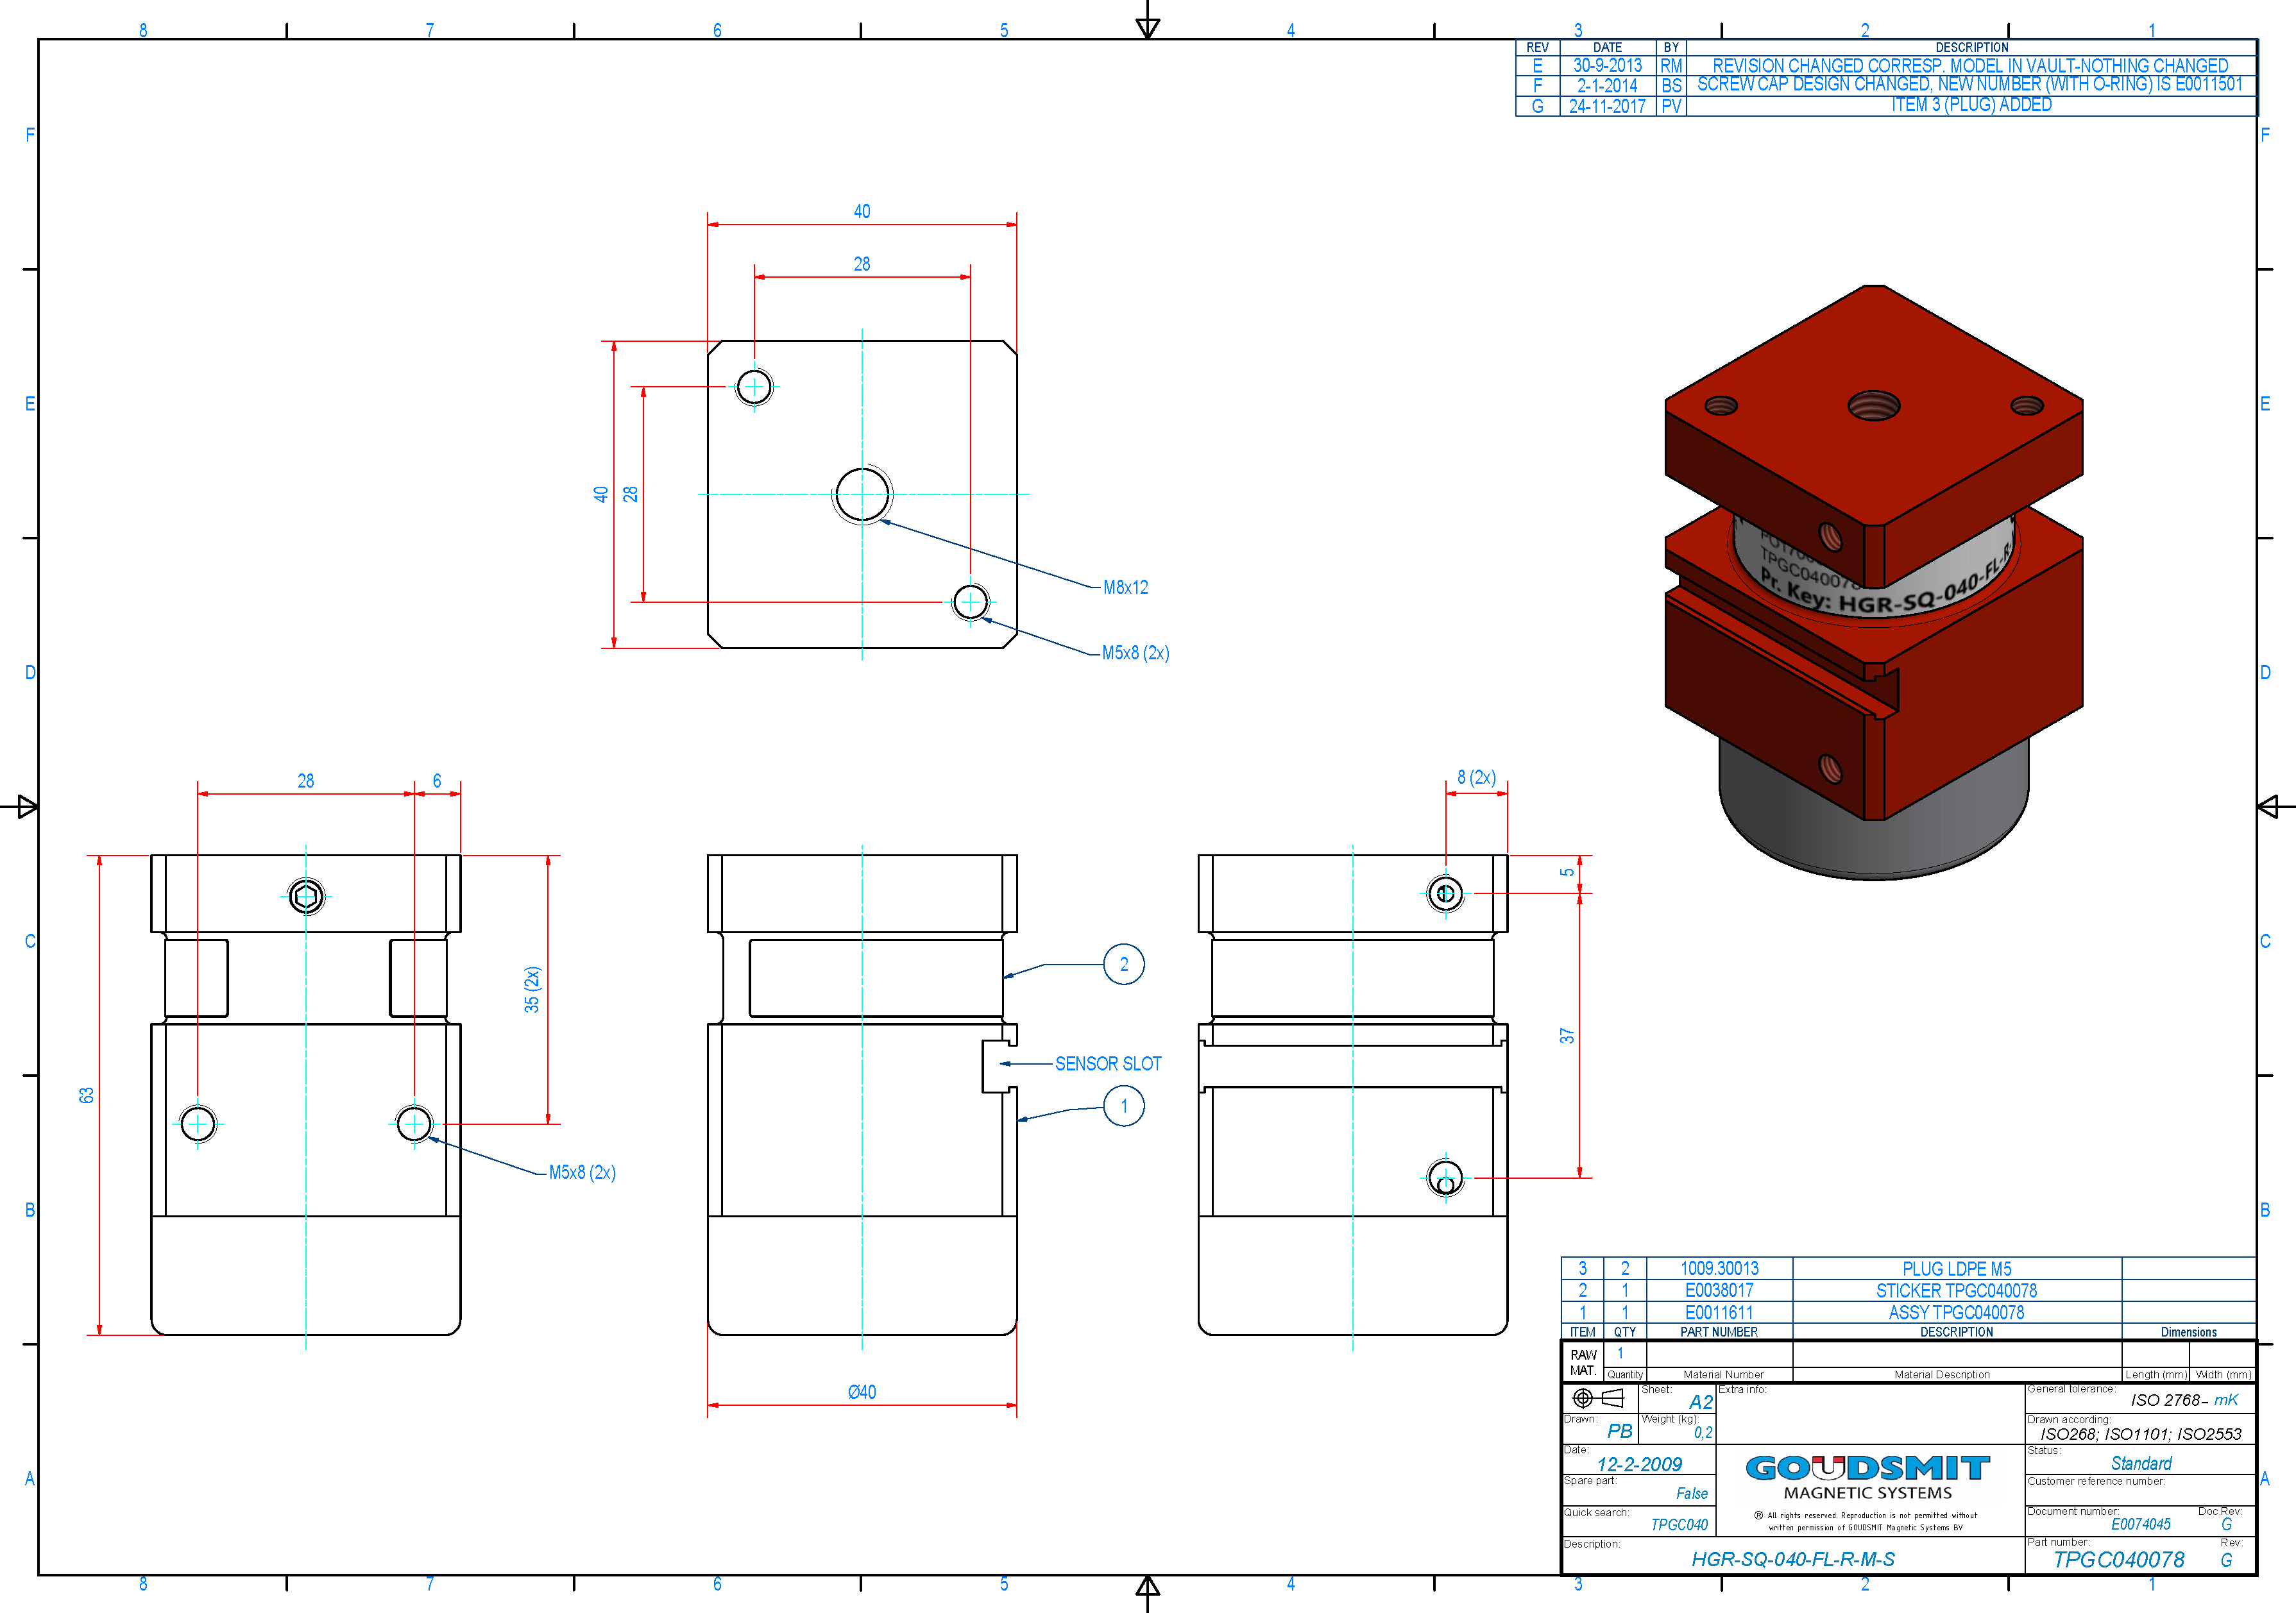 8 7 6 5 4 3 2 1
REV DATE BY DESCRIPTION
E 30-9-2013 RM REVISION CHANGED CORRESP. MODEL IN VAULT-NOTHING CHANGED
F 2-1-2014 BS SCREW CAP DESIGN CHANGED, NEW NUMBER (WITH O-RING) IS E0011501
G 24-11-2017 PV ITEM 3 (PLUG) ADDED
F F
E E
D D
C C
B B
A A
40
28
40
28
M8x12
M5x8 (2x)
TPGC040078
Pr. Key: HGR-SQ-040-FL-R-
28
6
35 (2x)
63
M5x8 (2x)
2
SENSOR SLOT
1
Ø40
8 (2x)
5
37
3 2 1009.30013 PLUG LDPE M5
2 1 E0038017 STICKER TPGC040078
1 1 E0011611 ASSY TPGC040078
ITEM QTY PART NUMBER DESCRIPTION Dimensions
RAW MAT. 1
Quantity Material Number Material Description Length (mm) Width (mm)
Sheet: A2
Extra info:
General tolerance: ISO 2768- mK
Drawn: PB
Weight (kg): 0,2
Drawn according: ISO268; ISO1101; ISO2553
Date: 12-2-2009
Status: Standard
Spare part: False
Customer reference number:
GOUDSMIT
MAGNETIC SYSTEMS
® All rights reserved. Reproduction is not permitted without
written permission of GOUDSMIT Magnetic Systems BV
Quick search: TPGC040
Document number: E0074045
Doc.Rev: G
Description: HGR-SQ-040-FL-R-M-S
Part number: TPGC040078
Rev: G
8 7 6 5 4 3 2 1